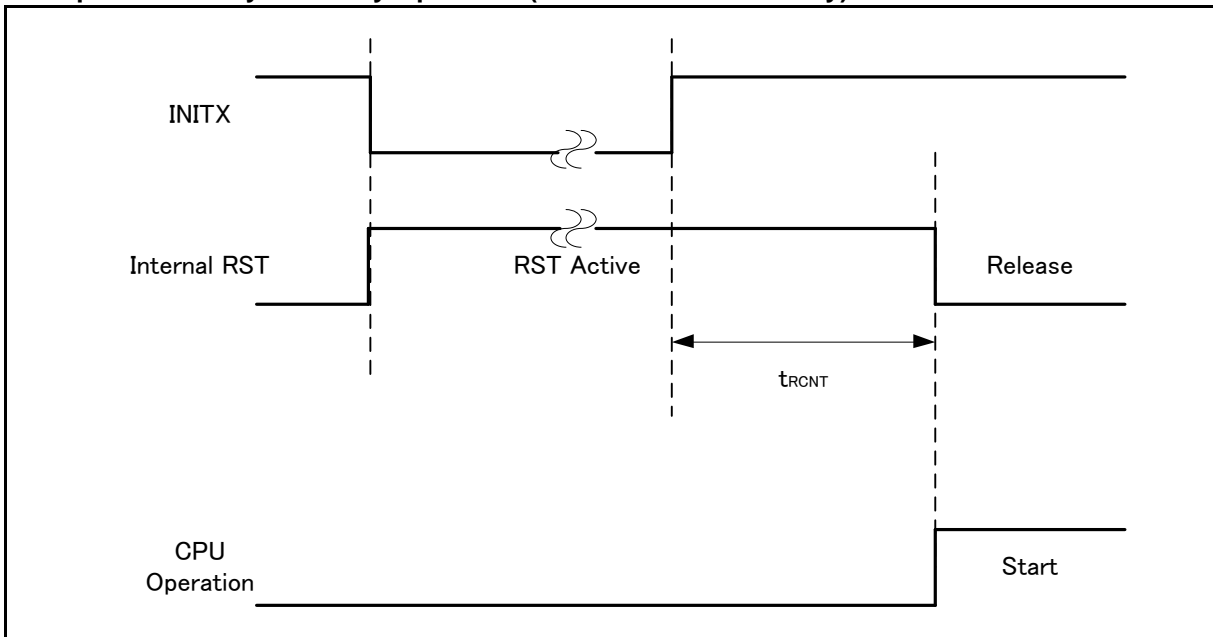 INITX
Internal RST
RST Active
Release
tRCNT
CPU
Operation
Start